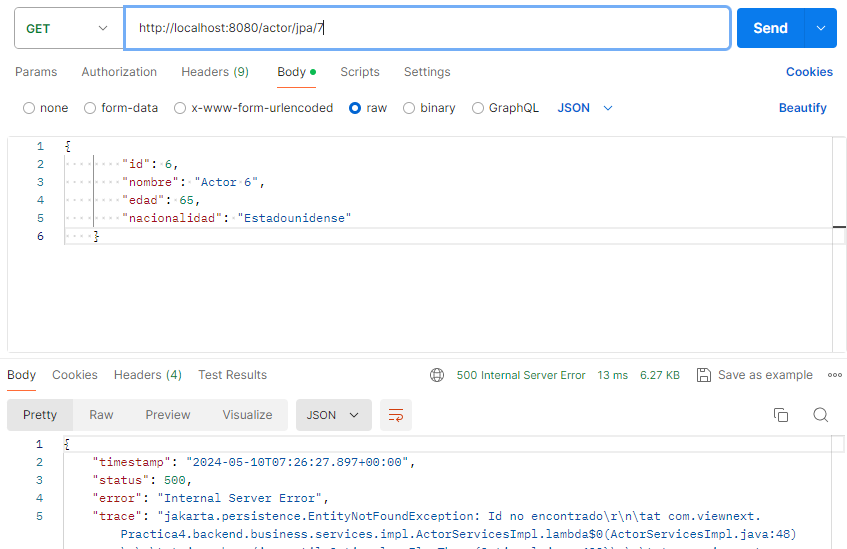 GET http://localhost:8080/actor/jpa/7 Send
Params Authorization Headers (9) Body Scripts Settings Cookies
none form-data x-www-form-urlencoded raw binary GraphQL JSON Beautify
1 {
2 "id": 6,
3 "nombre": "Actor 6",
4 "edad": 65,
5 "nacionalidad": "Estadounidense"
6 }
Body Cookies Headers (4) Test Results 500 Internal Server Error 13 ms 6.27 KB Save as example
Pretty Raw Preview Visualize JSON
1 {
2 "timestamp": "2024-05-10T07:26:27.897+00:00",
3 "status": 500,
4 "error": "Internal Server Error",
5 "trace": "jakarta.persistence.EntityNotFoundException: Id no encontrado\r\n\tat com.viewnext.
Practica4.backend.business.services.impl.ActorServicesImpl.lambda$0(ActorServicesImpl.java:48)